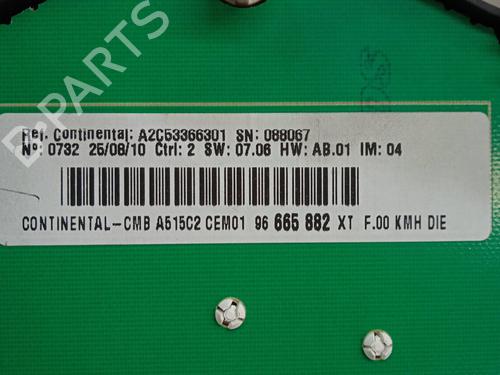 B-PARTS
Ref. Continental: A2C53366301 SN: 088067
Nº: 0732 25/08/10 Ctrl: 2 SW: 07.06 HW: AB.01 IM: 04
CONTINENTAL-CMB A515C2 CEM01 96 665 882 XT F.00 KMH DIE